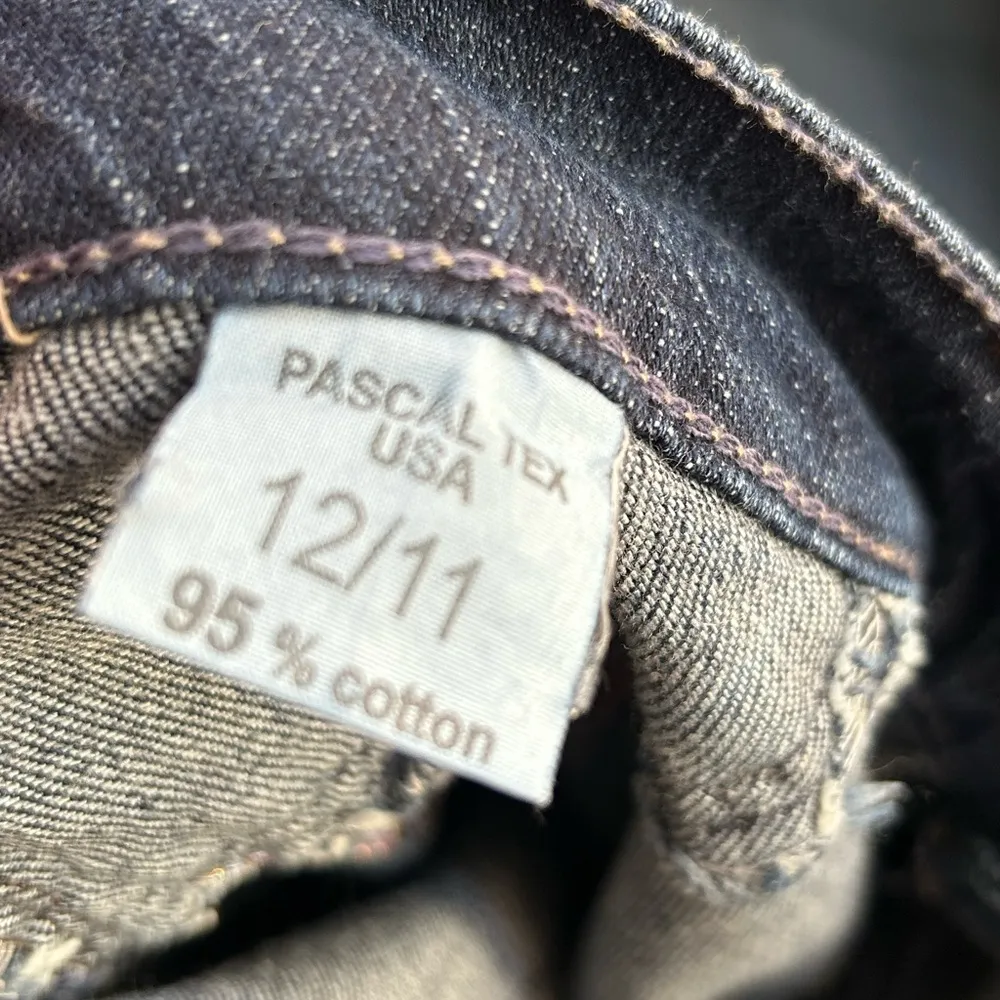 PASCAL TEX
USA
12/11
95 % cotton